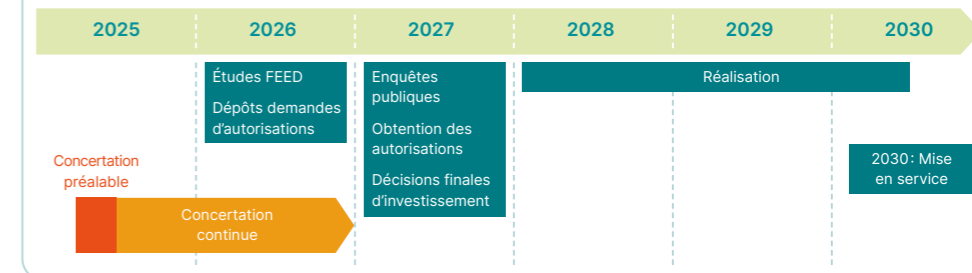 2025
2026
2027
2028
2029
2030
Études FEED
Dépôts demandes
d'autorisations
Enquêtes
publiques
Obtention des
autorisations
Décisions finales
d'investissement
Réalisation
2030 : Mise
en service
Concertation
préalable
Concertation
continue